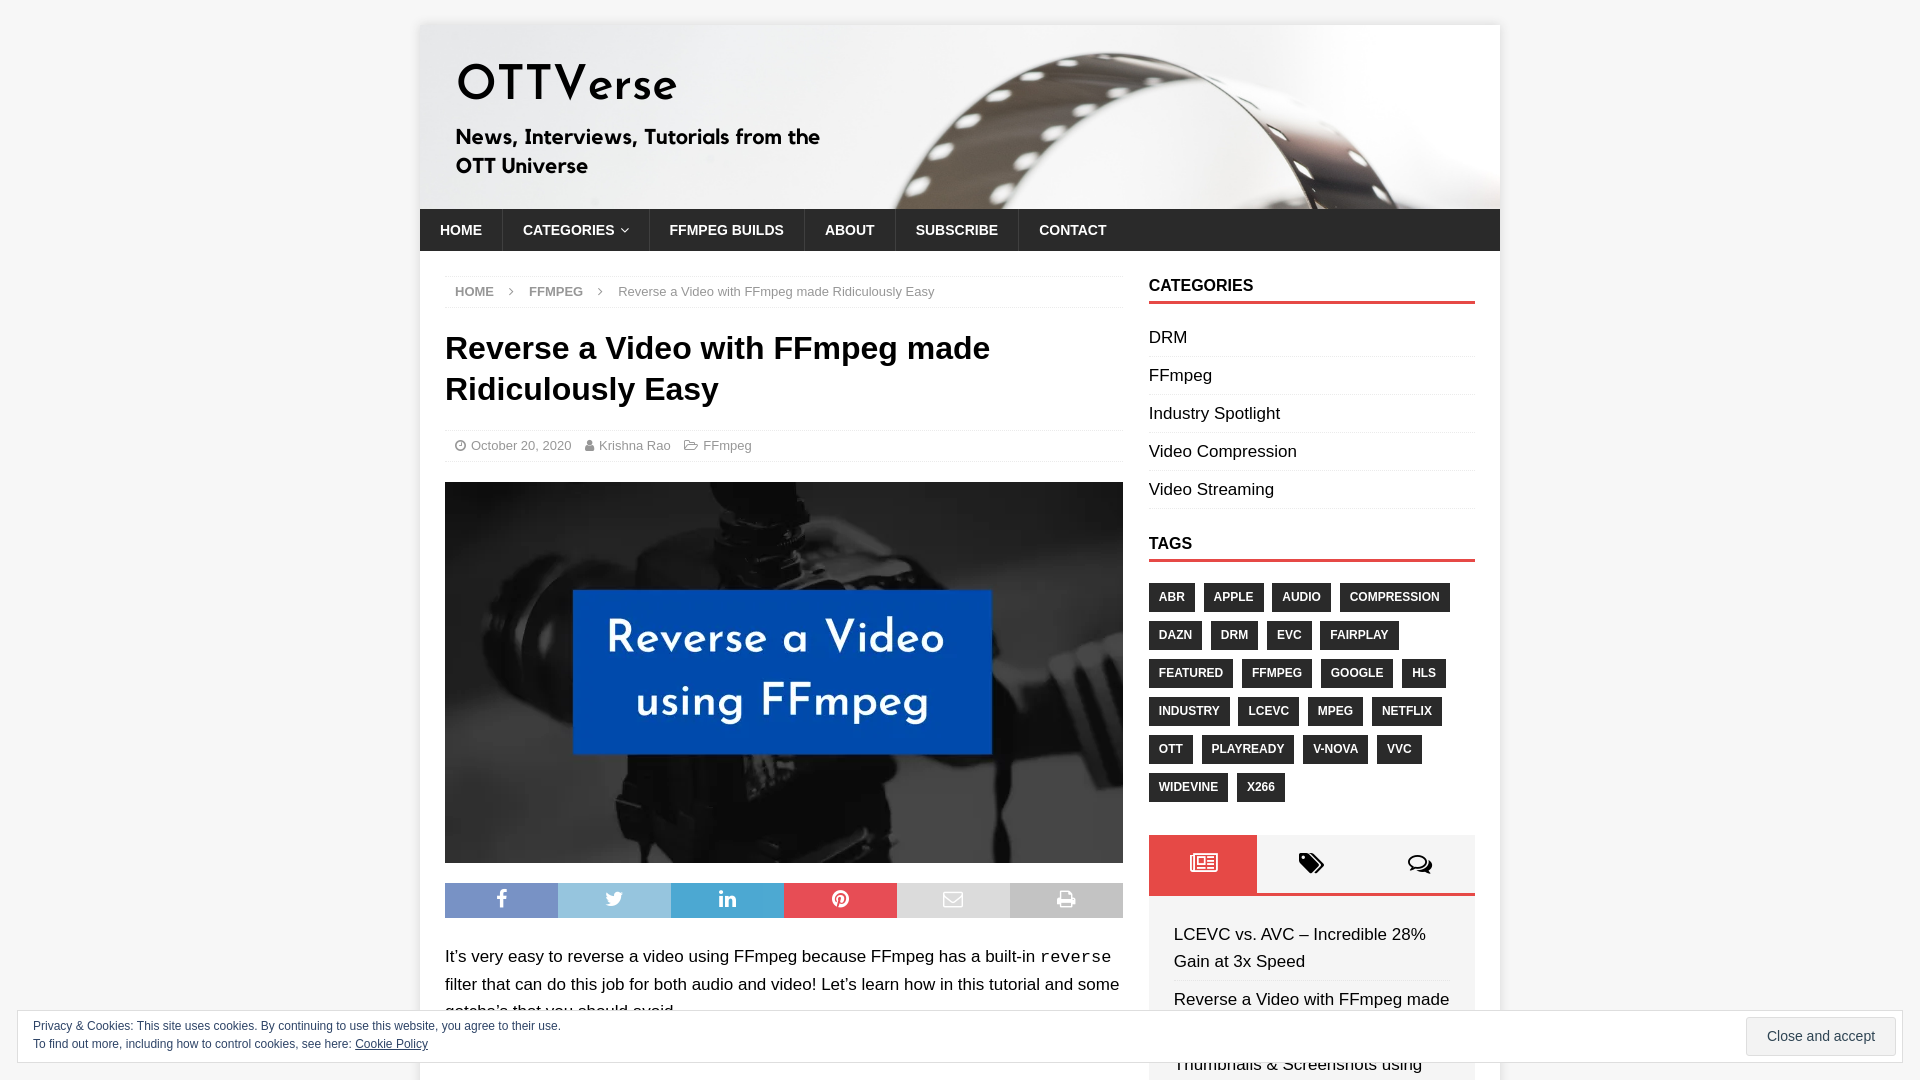 OTTVerse
News, Interviews, Tutorials from the
OTT Universe
HOME
CATEGORIES
FFMPEG BUILDS
ABOUT
SUBSCRIBE
CONTACT
HOME
FFMPEG
Reverse a Video with FFmpeg made Ridiculously Easy
Reverse a Video with FFmpeg made
Ridiculously Easy
October 20, 2020
Krishna Rao
FFmpeg
Reverse a Video
using FFmpeg
It’s very easy to reverse a video using FFmpeg because FFmpeg has a built-in reverse
filter that can do this job for both audio and video! Let’s learn how in this tutorial and some
gotcha’s that you should avoid
CATEGORIES
DRM
FFmpeg
Industry Spotlight
Video Compression
Video Streaming
TAGS
ABR APPLE AUDIO COMPRESSION
DAZN DRM EVC FAIRPLAY
FEATURED FFMPEG GOOGLE HLS
INDUSTRY LCEVC MPEG NETFLIX
OTT PLAYREADY V-NOVA VVC
WIDEVINE X266
LCEVC vs. AVC – Incredible 28%
Gain at 3x Speed
Reverse a Video with FFmpeg made
Thumbnails & Screenshots using
Privacy & Cookies: This site uses cookies. By continuing to use this website, you agree to their use.
To find out more, including how to control cookies, see here: Cookie Policy
Close and accept